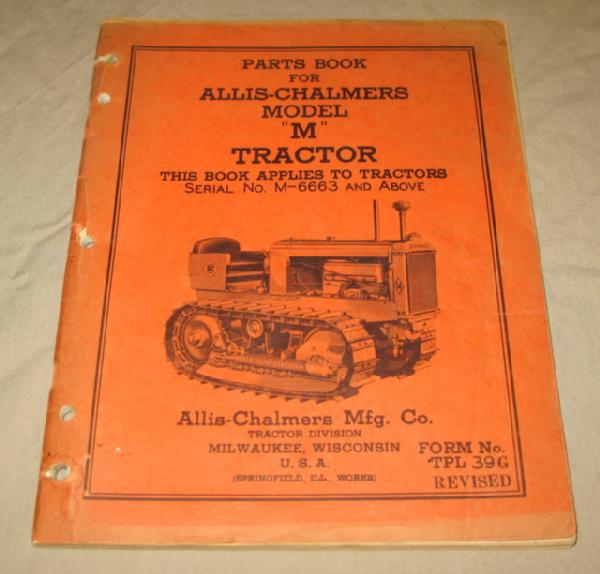 PARTS BOOK
FOR
ALLIS-CHALMERS
MODEL
"M"
TRACTOR
THIS BOOK APPLIES TO TRACTORS
SERIAL No. M-6663 AND ABOVE
Allis-Chalmers Mfg. Co.
TRACTOR DIVISION
MILWAUKEE, WISCONSIN
U. S. A.
(SPRINGFIELD, ILL. WORKS)
FORM No.
TPL 39G
REVISED